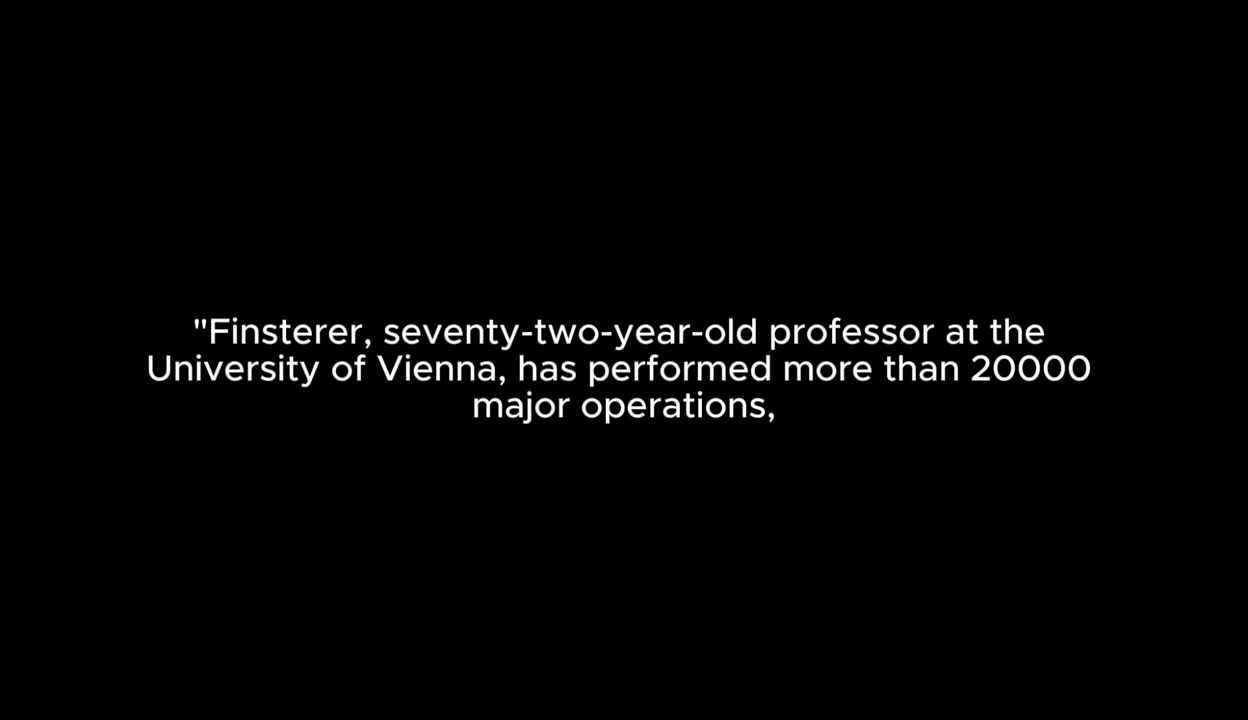 "Finsterer, seventy-two-year-old professor at the
University of Vienna, has performed more than 20000
major operations,